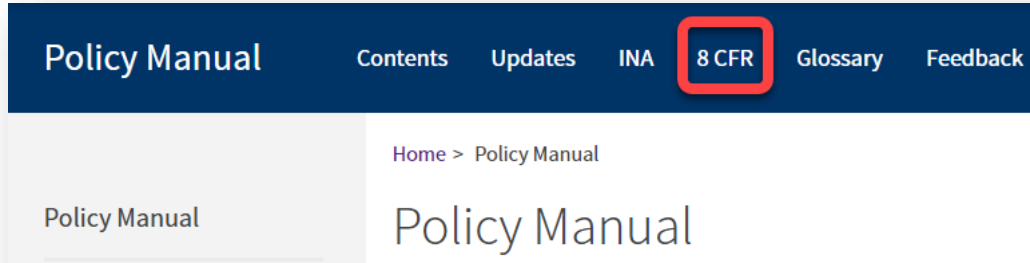 Policy Manual Contents Updates INA 8 CFR Glossary Feedback
Home > Policy Manual
Policy Manual
Policy Manual